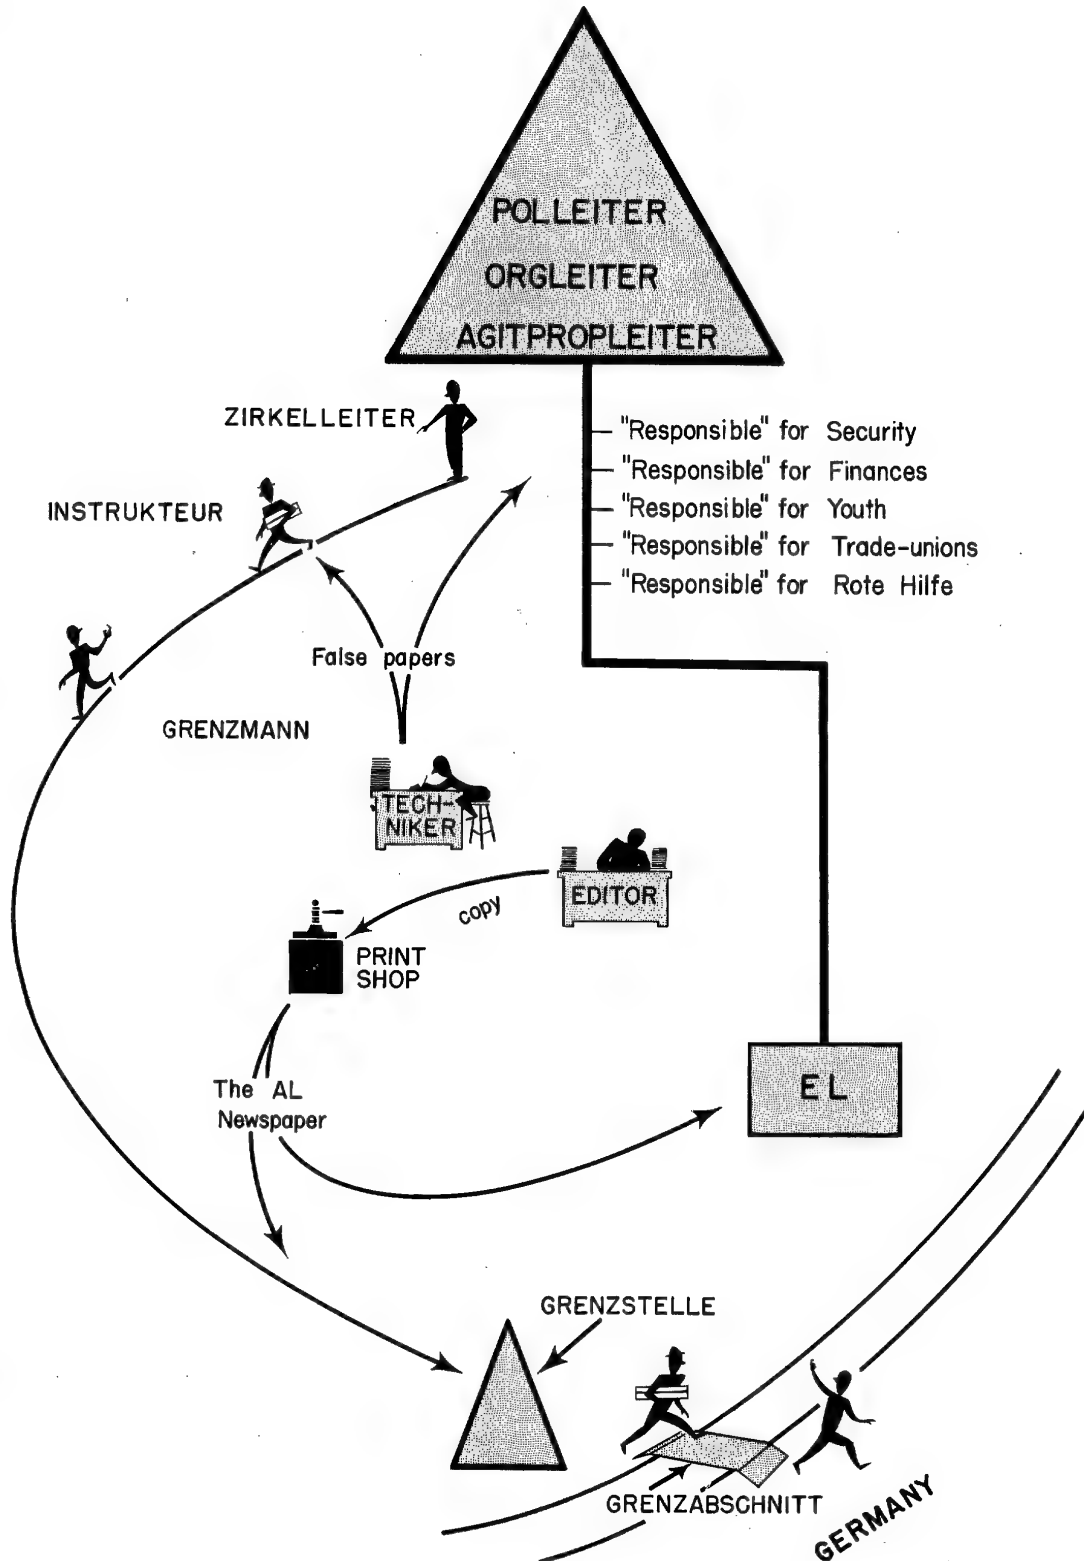 POLLEITER
ORGLEITER
AGITPROPLEITER
ZIRKELLEITER
"Responsible" for Security
"Responsible" for Finances
INSTRUKTEUR
"Responsible" for Youth
"Responsible" for Trade-unions
"Responsible" for Rote Hilfe
False papers
GRENZMANN
TECH-
NIKER
EDITOR
copy
PRINT
SHOP
The AL
Newspaper
EL
GRENZSTELLE
GRENZABSCHNITT
GERMANY